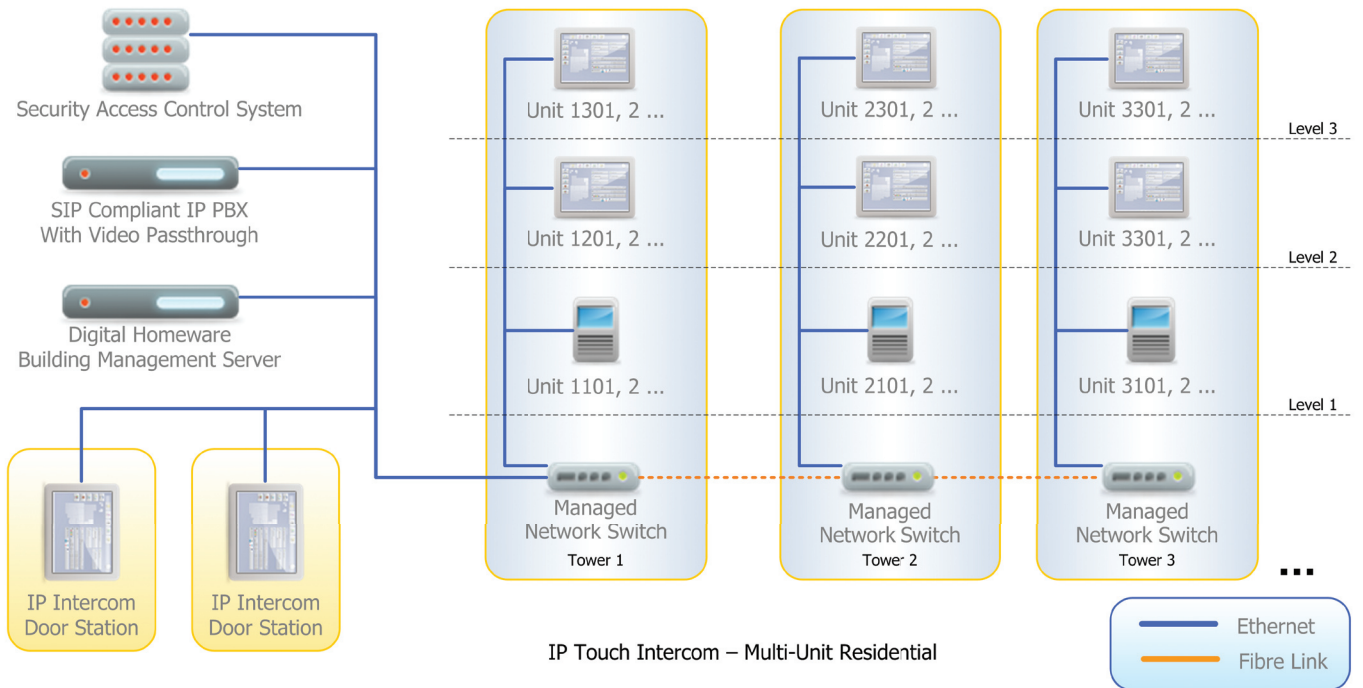 Security Access Control System
SIP Compliant IP PBX
With Video Passthrough
Digital Homeware
Building Management Server
IP Intercom
Door Station
IP Intercom
Door Station
Unit 1301, 2 ...
Unit 1201, 2 ...
Unit 1101, 2 ...
Managed
Network Switch
Tower 1
Unit 2301, 2 ...
Unit 2201, 2 ...
Unit 2101, 2 ...
Managed
Network Switch
Tower 2
Unit 3301, 2 ...
Unit 3301, 2 ...
Unit 3101, 2 ...
Managed
Network Switch
Tower 3
Level 3
Level 2
Level 1
...
IP Touch Intercom – Multi-Unit Residential
Ethernet
Fibre Link